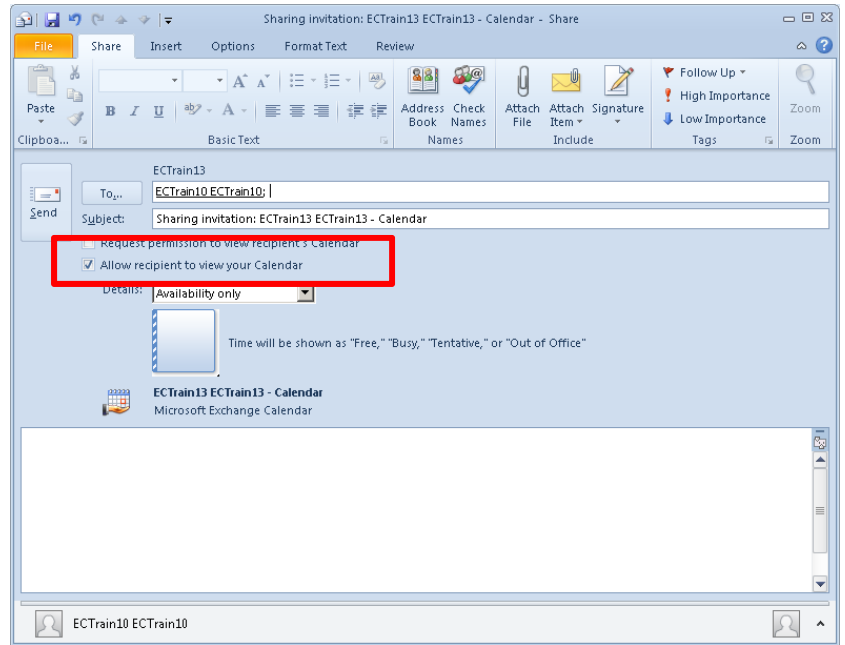 Sharing invitation: ECTrain13 ECTrain13 - Calendar - Share
File Share Insert Options Format Text Review
Paste
B I U ab A
Address Book
Check Names
Attach File
Attach Item
Signature
Follow Up
High Importance
Low Importance
Zoom
Clipboa... Basic Text Names Include Tags Zoom
ECTrain13
Send
To...
ECTrain10 ECTrain10;
Subject: Sharing invitation: ECTrain13 ECTrain13 - Calendar
Request permission to view recipient's Calendar
Allow recipient to view your Calendar
Details: Availability only
Time will be shown as "Free," "Busy," "Tentative," or "Out of Office"
ECTrain13 ECTrain13 - Calendar
Microsoft Exchange Calendar
ECTrain10 ECTrain10